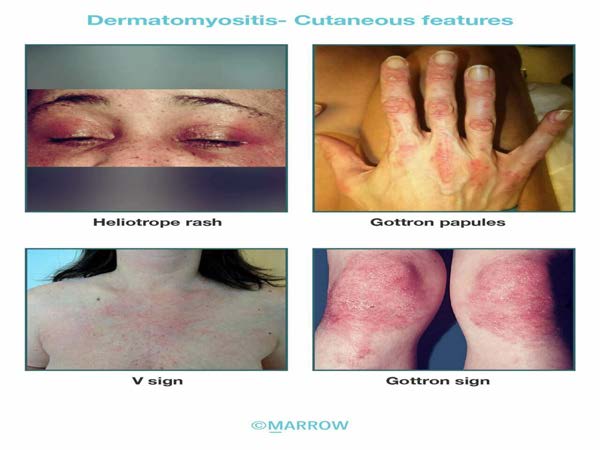 Dermatomyositis- Cutaneous features
Heliotrope rash
Gottron papules
V sign
Gottron sign
©MARROW